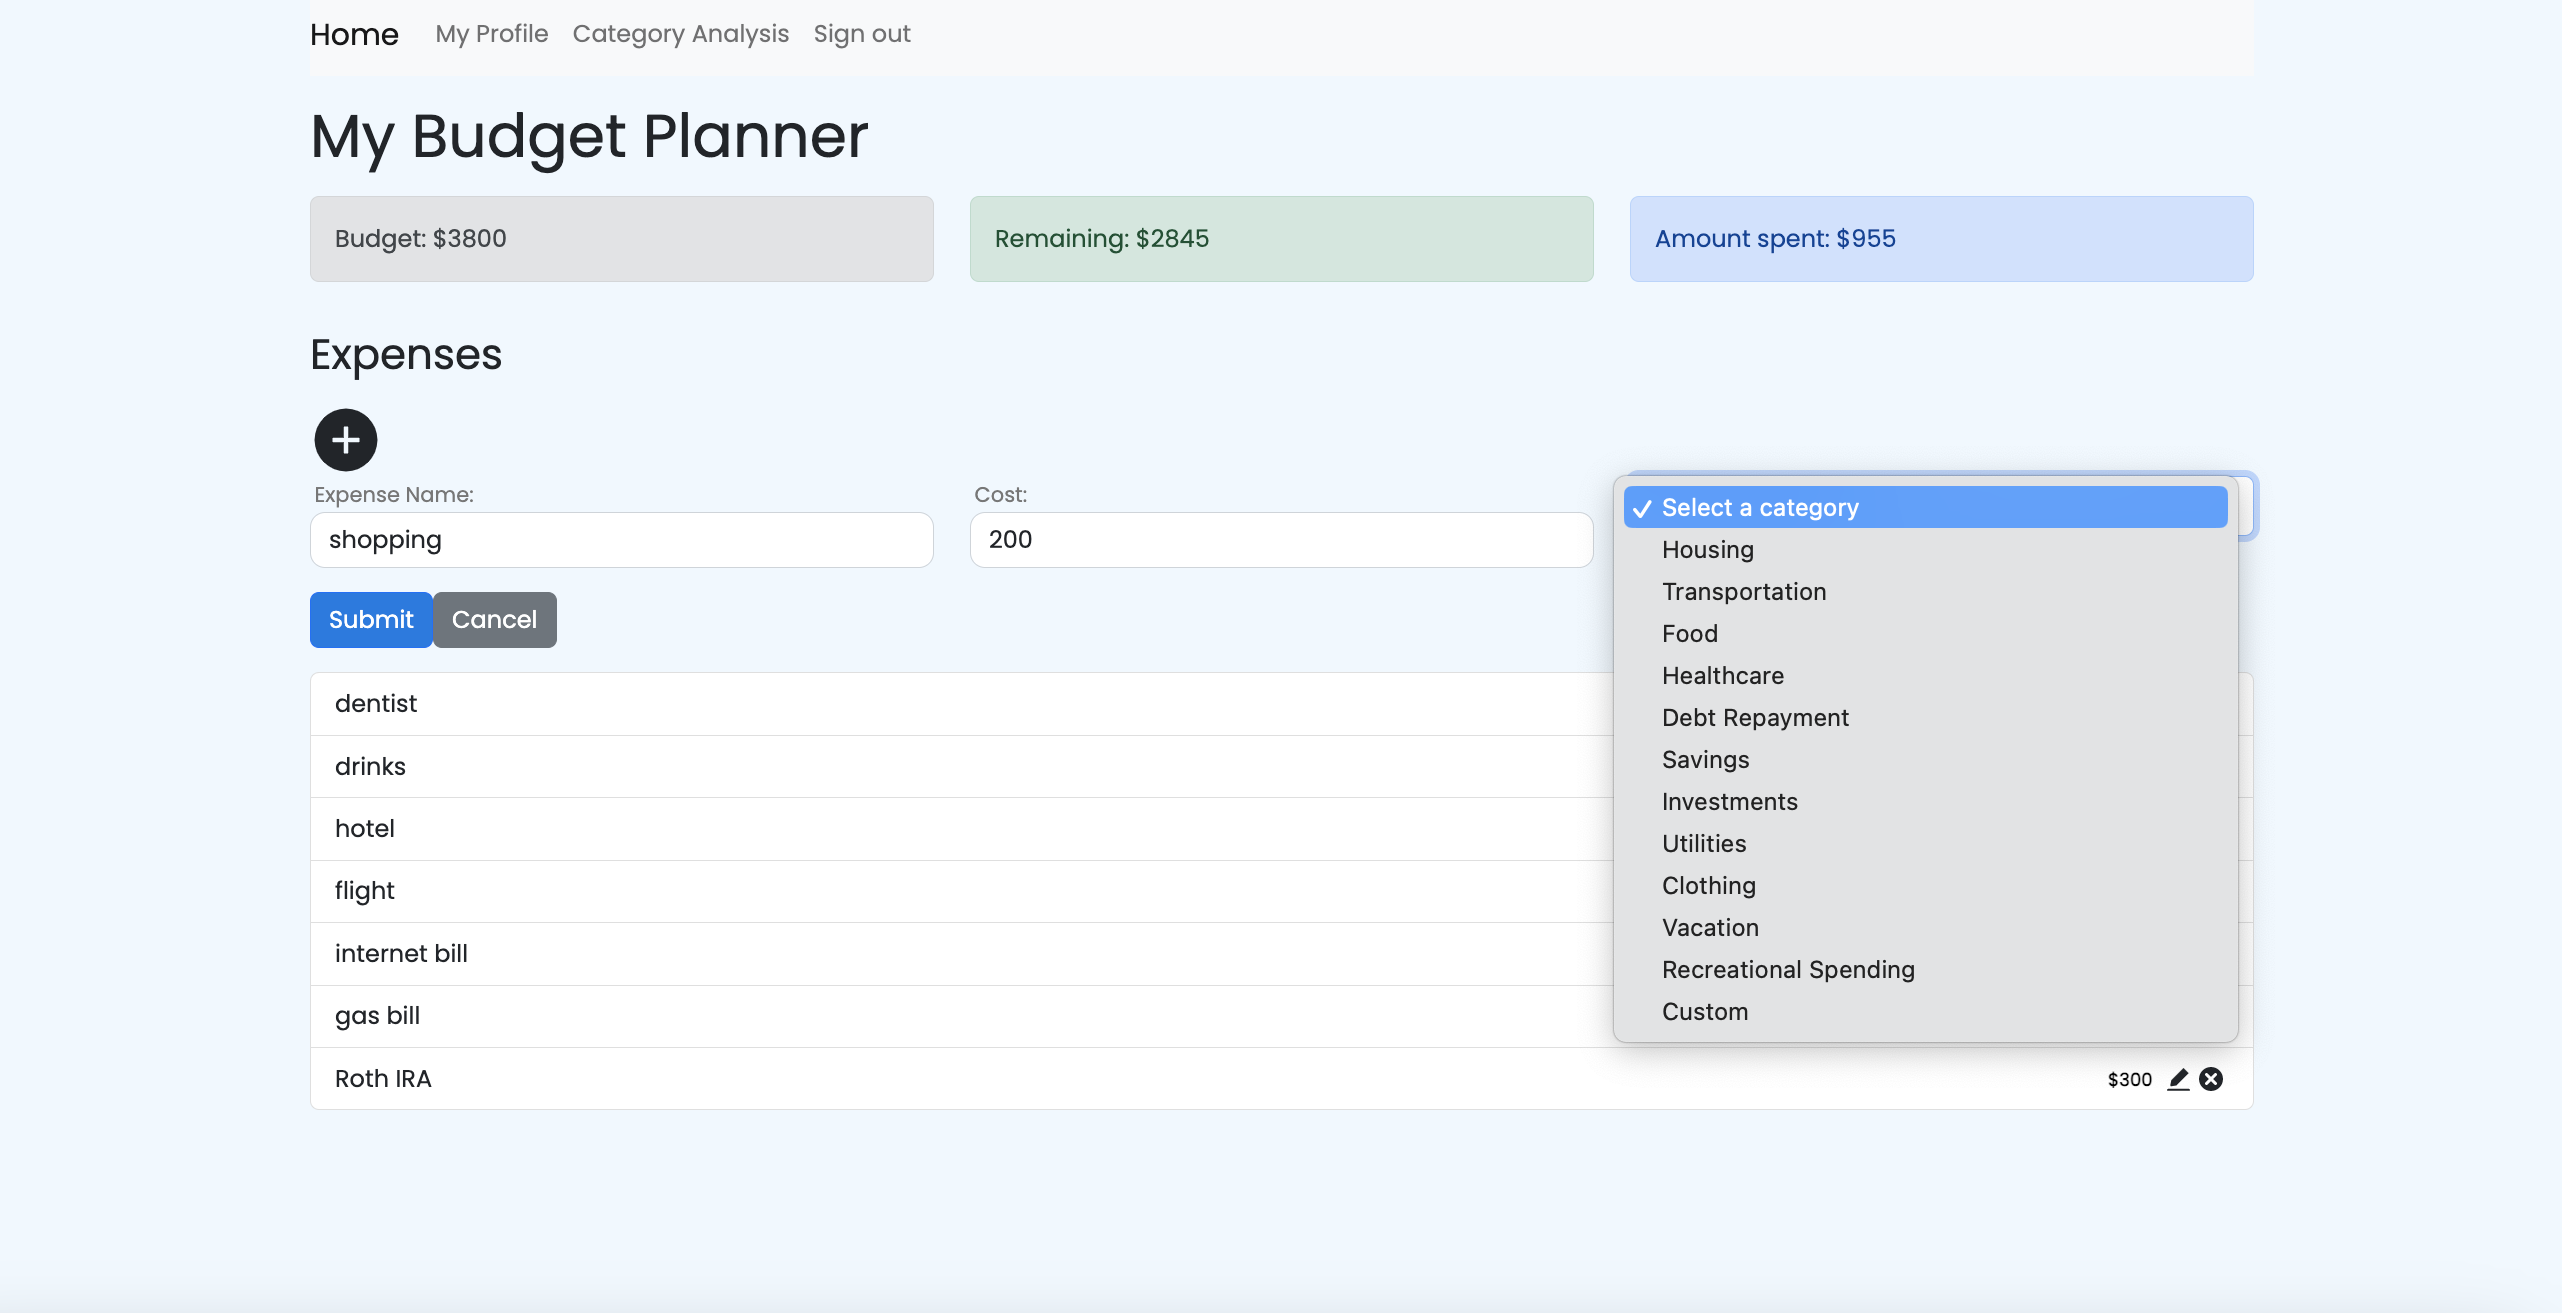 Home My Profile Category Analysis Sign out
My Budget Planner
Budget: $3800
Remaining: $2845
Amount spent: $955
Expenses
Expense Name:
shopping
Cost:
200
Select a category
Housing
Transportation
Food
Healthcare
Debt Repayment
Savings
Investments
Utilities
Clothing
Vacation
Recreational Spending
Custom
Submit Cancel
dentist
drinks
hotel
flight
internet bill
gas bill
Roth IRA $300